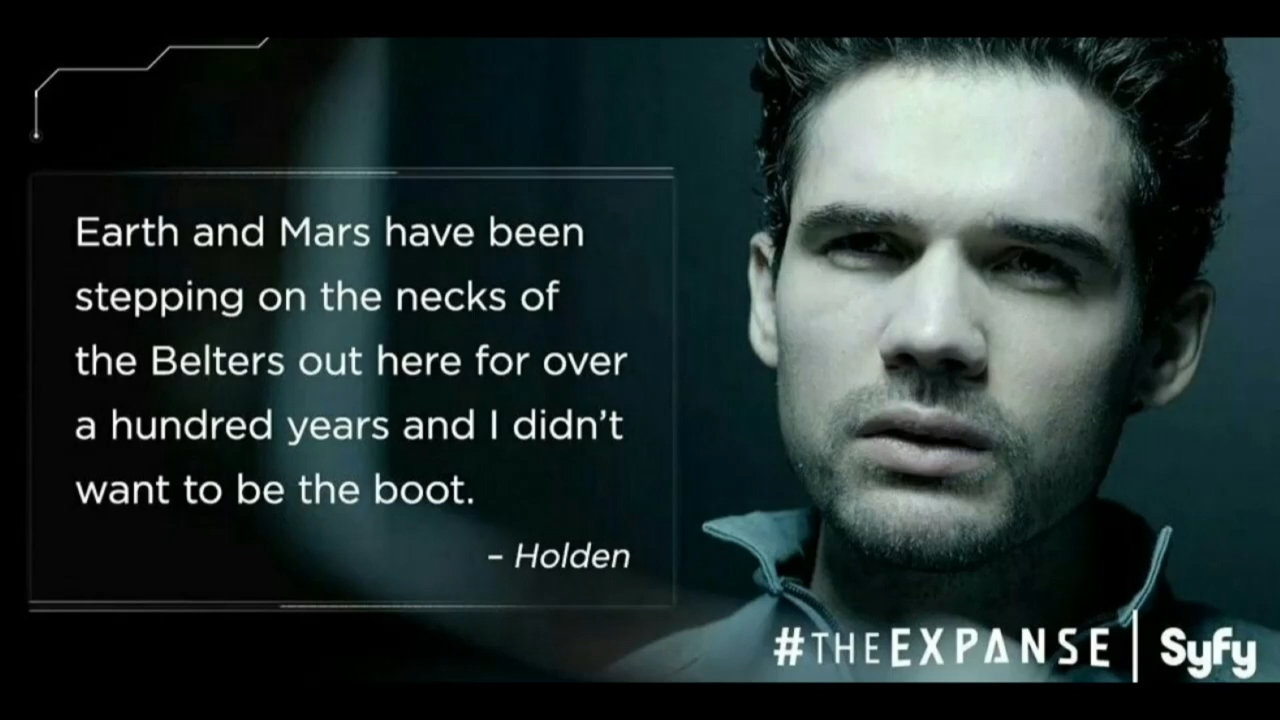 Earth and Mars have been
stepping on the necks of
the Belters out here for over
a hundred years and I didn't
want to be the boot.
– Holden
#THEEXPANSE | Syfy